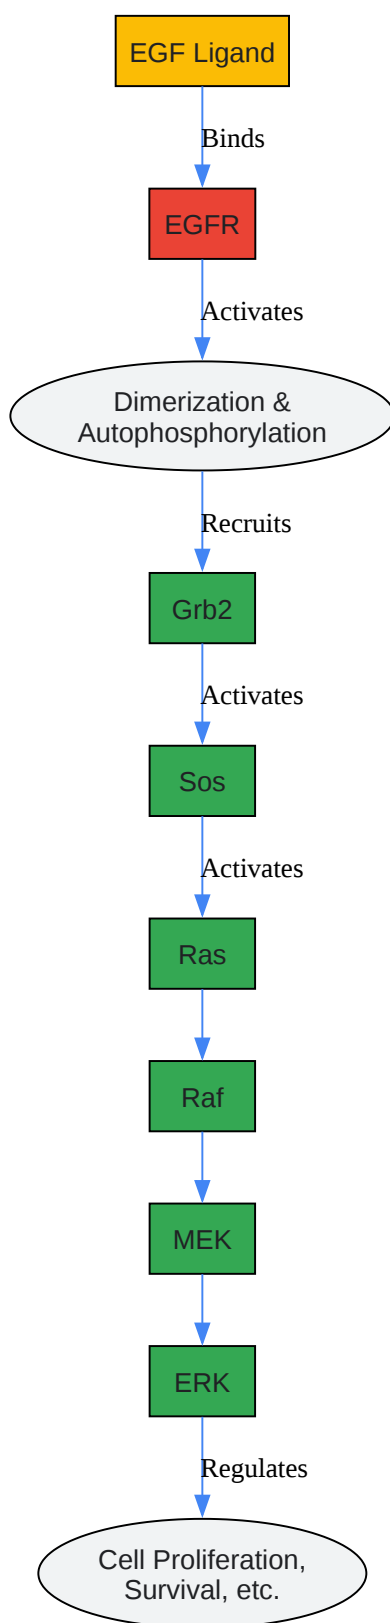 EGF Ligand
Binds
EGFR
Activates
Dimerization &
Autophosphorylation
Recruits
Grb2
Activates
Sos
Activates
Ras
Raf
MEK
ERK
Regulates
Cell Proliferation,
Survival, etc.